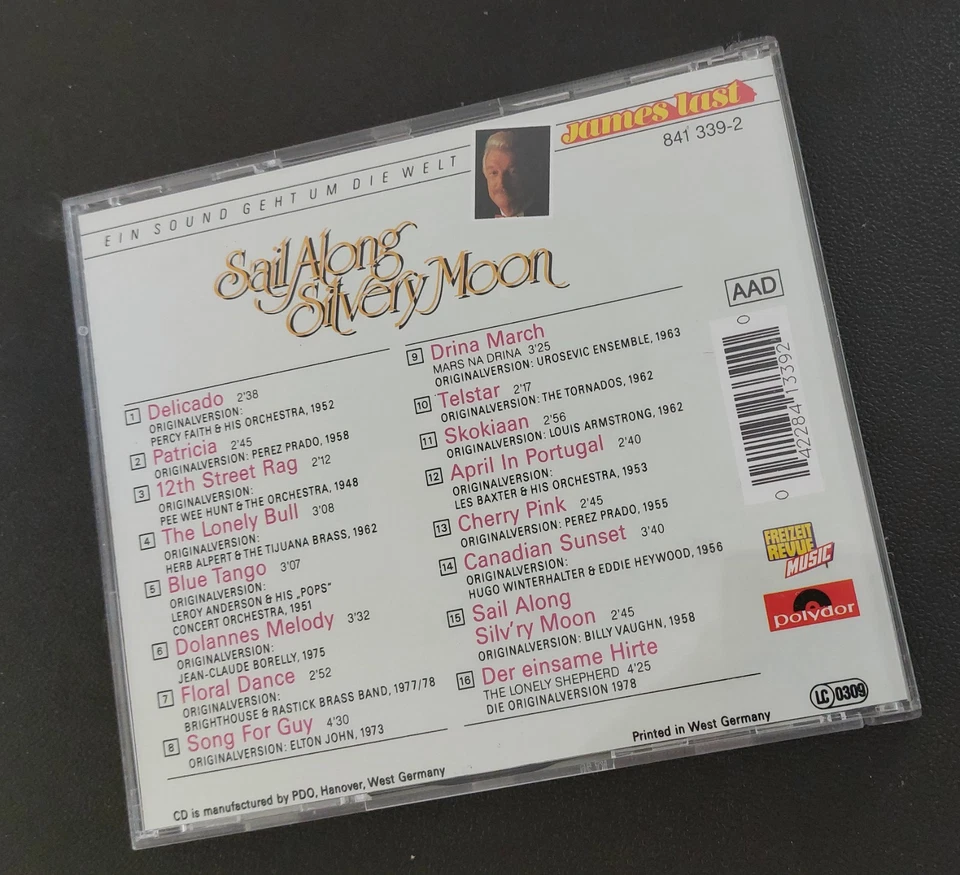 EIN SOUND GEHT UM DIE WELT
james last
841 339-2
Sail Along
Silvery Moon
AAD
1 Delicado 2'38
ORIGINALVERSION:
PERCY FAITH & HIS ORCHESTRA, 1952
2 Patricia 2'45
ORIGINALVERSION: PEREZ PRADO, 1958
3 12th Street Rag 2'12
ORIGINALVERSION:
PEE WEE HUNT & THE ORCHESTRA, 1948
4 The Lonely Bull 3'08
ORIGINALVERSION:
HERB ALPERT & THE TIJUANA BRASS, 1962
5 Blue Tango 3'07
ORIGINALVERSION:
LEROY ANDERSON & HIS „POPS"
CONCERT ORCHESTRA, 1951
6 Dolannes Melody 3'32
ORIGINALVERSION:
JEAN-CLAUDE BORELLY, 1975
7 Floral Dance 2'52
ORIGINALVERSION:
BRIGHTHOUSE & RASTICK BRASS BAND, 1977/78
8 Song For Guy 4'30
ORIGINALVERSION: ELTON JOHN, 1973
9 Drina March
MARS NA DRINA 3'25
ORIGINALVERSION: UROSEVIC ENSEMBLE, 1963
10 Telstar 2'17
ORIGINALVERSION: THE TORNADOS, 1962
11 Skokiaan 2'56
ORIGINALVERSION: LOUIS ARMSTRONG, 1962
12 April In Portugal 2'40
ORIGINALVERSION:
LES BAXTER & HIS ORCHESTRA, 1953
13 Cherry Pink 2'45
ORIGINALVERSION: PEREZ PRADO, 1955
14 Canadian Sunset 3'40
ORIGINALVERSION:
HUGO WINTERHALTER & EDDIE HEYWOOD, 1956
15 Sail Along
Silv'ry Moon 2'45
ORIGINALVERSION: BILLY VAUGHN, 1958
16 Der einsame Hirte
THE LONELY SHEPHERD 4'25
DIE ORIGINALVERSION 1978
0 42284 13392 0
FREIZEIT
REVUE
MUSIC
polydor
LC 0309
CD is manufactured by PDO, Hanover, West Germany
Printed in West Germany